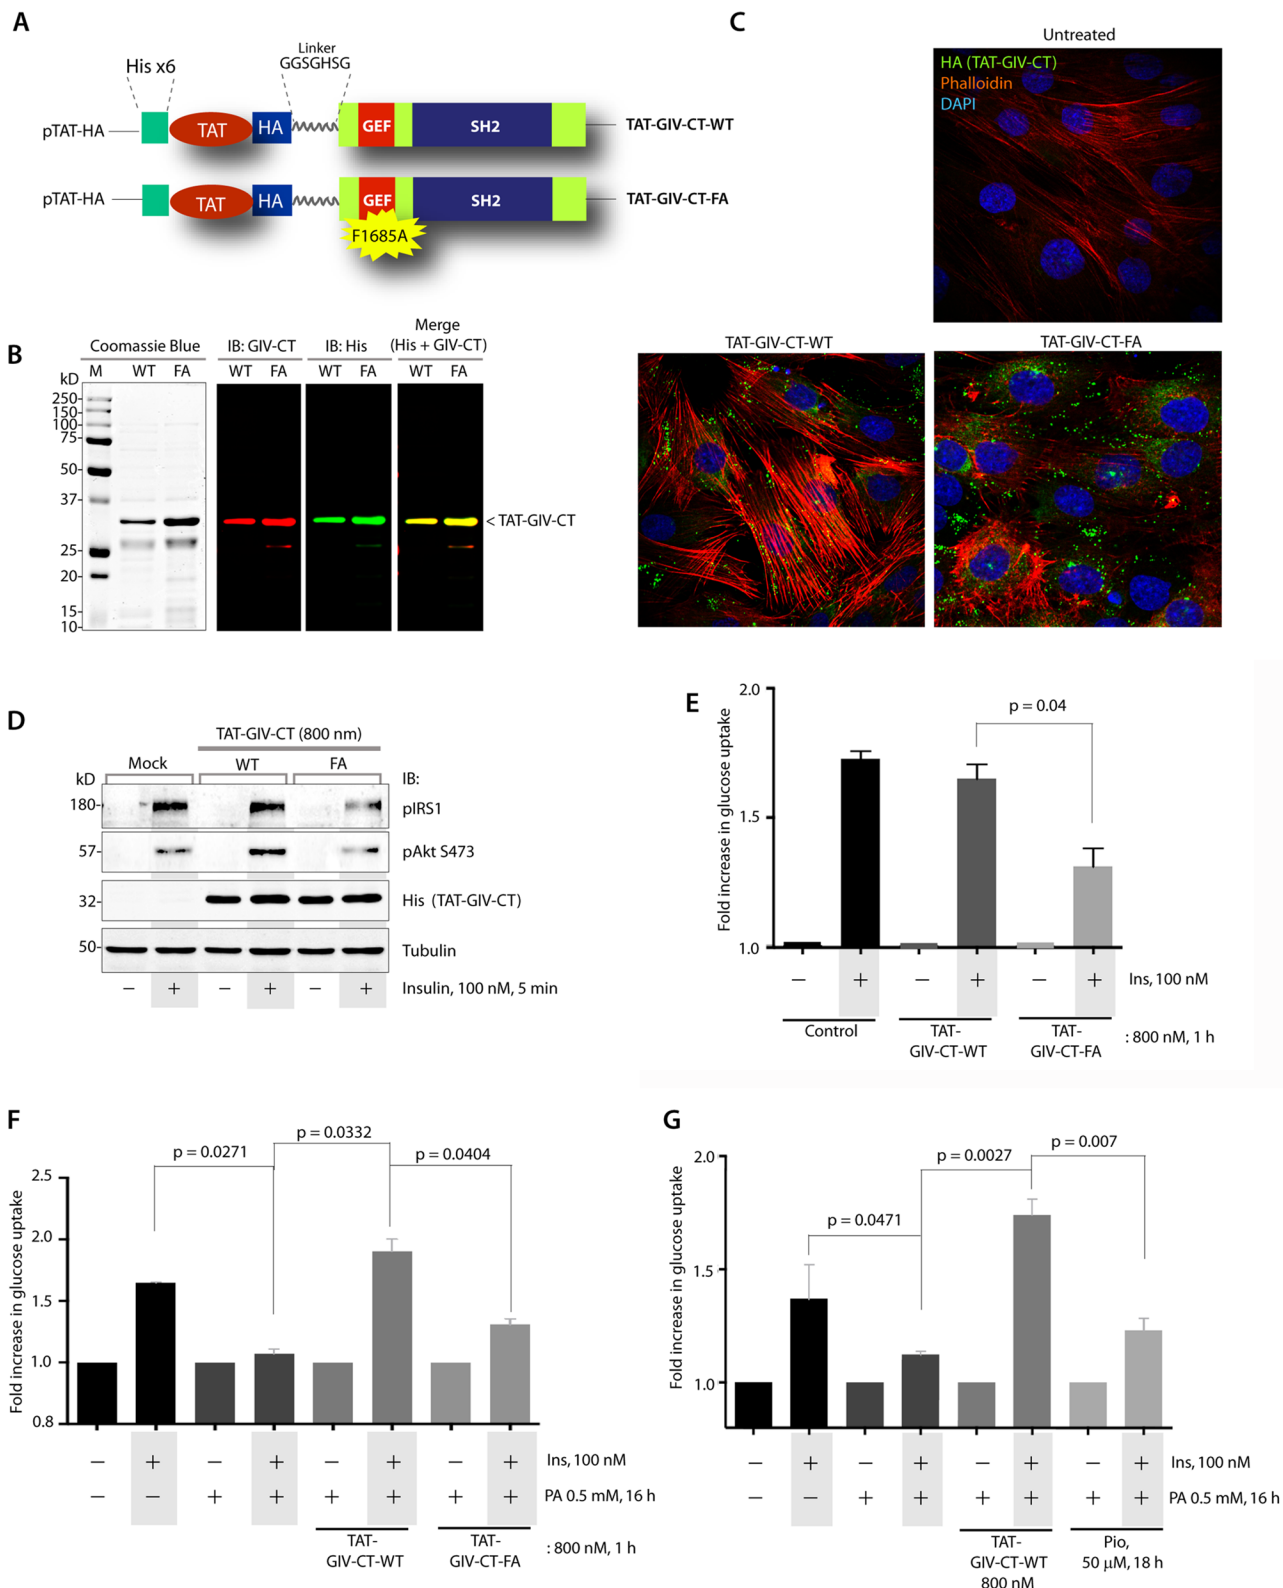 A
His x6
Linker
GGSGHSG
pTAT-HA
TAT
HA
GEF
SH2
TAT-GIV-CT-WT
pTAT-HA
TAT
HA
GEF
SH2
TAT-GIV-CT-FA
F1685A
B
Coomassie Blue
IB: GIV-CT
IB: His
Merge
(His + GIV-CT)
kD
M WT FA
WT FA
WT FA
WT FA
250-
150-
100-
75-
50-
37-
25-
20-
15-
10-
< TAT-GIV-CT
C
Untreated
HA (TAT-GIV-CT)
Phalloidin
DAPI
TAT-GIV-CT-WT
TAT-GIV-CT-FA
D
TAT-GIV-CT (800 nm)
Mock WT FA
kD
IB:
180- pIRS1
57- pAkt S473
32- His (TAT-GIV-CT)
50- Tubulin
− + − + − + Insulin, 100 nM, 5 min
E
Fold increase in glucose uptake
2.0
1.5
1.0
p = 0.04
− + − + − + Ins, 100 nM
Control
TAT-
GIV-CT-WT
TAT-
GIV-CT-FA
: 800 nM, 1 h
F
Fold increase in glucose uptake
2.5
2.0
1.5
1.0
0.8
p = 0.0271
p = 0.0332
p = 0.0404
− + − + − + − + Ins, 100 nM
− − + + + + + + PA 0.5 mM, 16 h
TAT-
GIV-CT-WT
TAT-
GIV-CT-FA
: 800 nM, 1 h
G
Fold increase in glucose uptake
2.0
1.5
1.0
p = 0.0471
p = 0.0027
p = 0.007
− + − + − + − + Ins, 100 nM
− − + + + + + + PA 0.5 mM, 16 h
TAT-
GIV-CT-WT
800 nM
Pio,
50 μM, 18 h